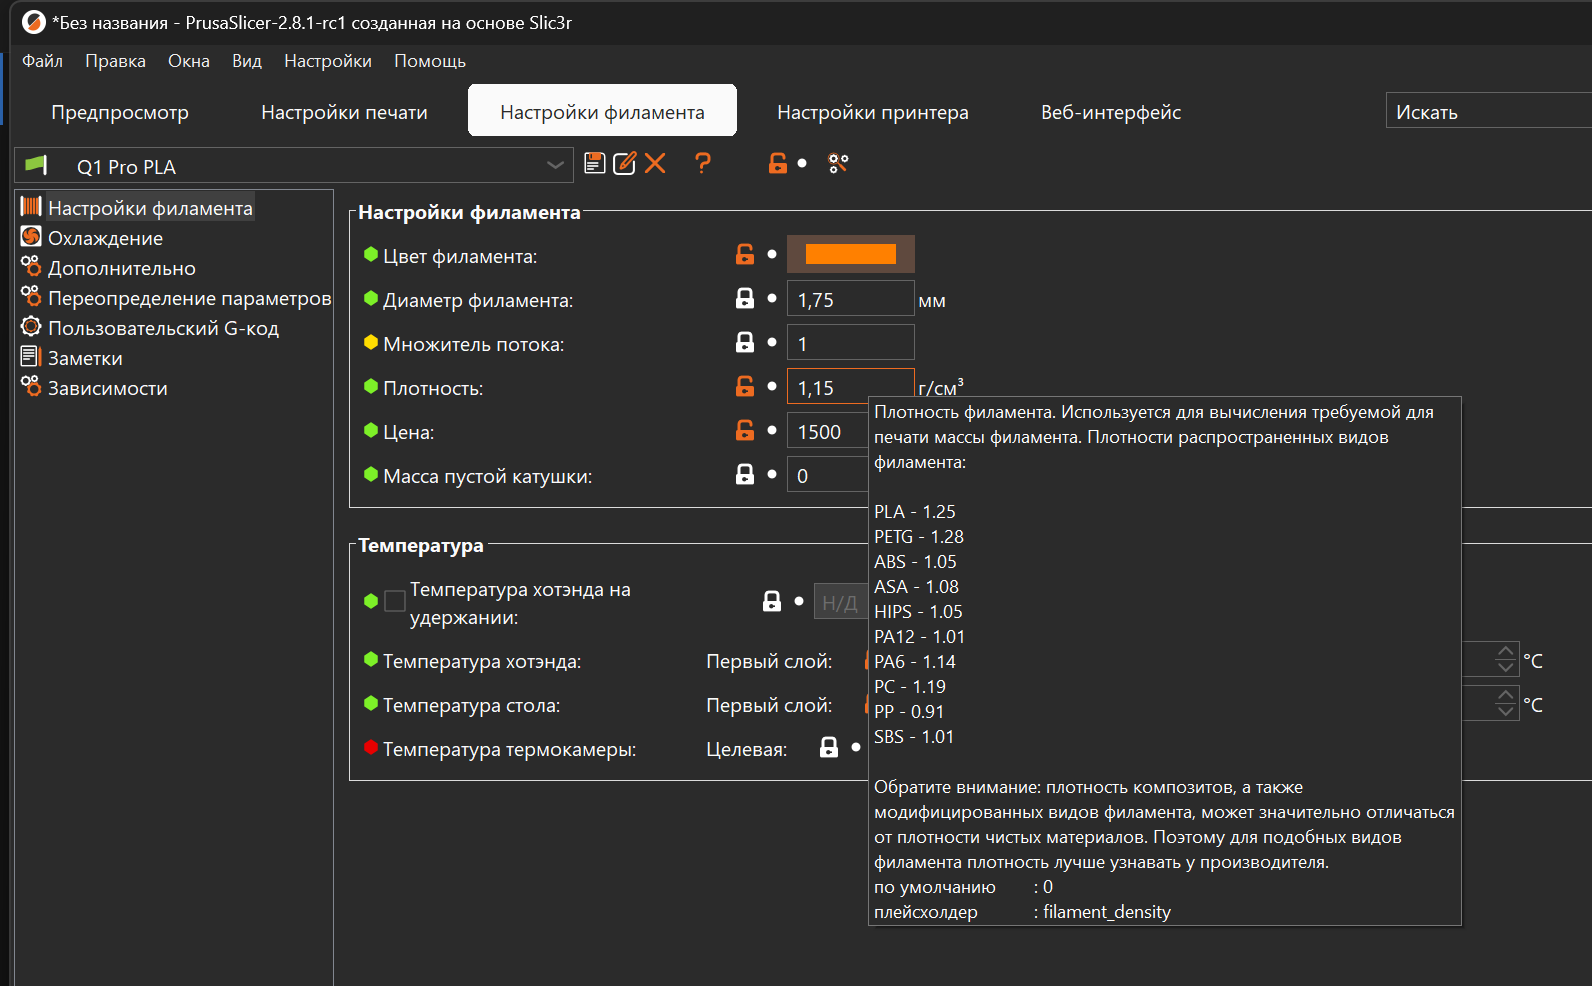 *Без названия - PrusaSlicer-2.8.1-rc1 созданная на основе Slic3r
Файл Правка Окна Вид Настройки Помощь
Предпросмотр Настройки печати Настройки филамента Настройки принтера Веб-интерфейс Искать
Q1 Pro PLA
Настройки филамента
Охлаждение
Дополнительно
Переопределение параметров
Пользовательский G-код
Заметки
Зависимости
Настройки филамента
Цвет филамента:
Диаметр филамента: 1,75 мм
Множитель потока: 1
Плотность: 1,15 г/см³
Цена: 1500
Масса пустой катушки: 0
Температура
Температура хотэнда на
удержании: Н/Д
Температура хотэнда: Первый слой: °C
Температура стола: Первый слой: °C
Температура термокамеры: Целевая:
Плотность филамента. Используется для вычисления требуемой для
печати массы филамента. Плотности распространенных видов
филамента:
PLA - 1.25
PETG - 1.28
ABS - 1.05
ASA - 1.08
HIPS - 1.05
PA12 - 1.01
PA6 - 1.14
PC - 1.19
PP - 0.91
SBS - 1.01
Обратите внимание: плотность композитов, а также
модифицированных видов филамента, может значительно отличаться
от плотности чистых материалов. Поэтому для подобных видов
филамента плотность лучше узнавать у производителя.
по умолчанию : 0
плейсхолдер : filament_density